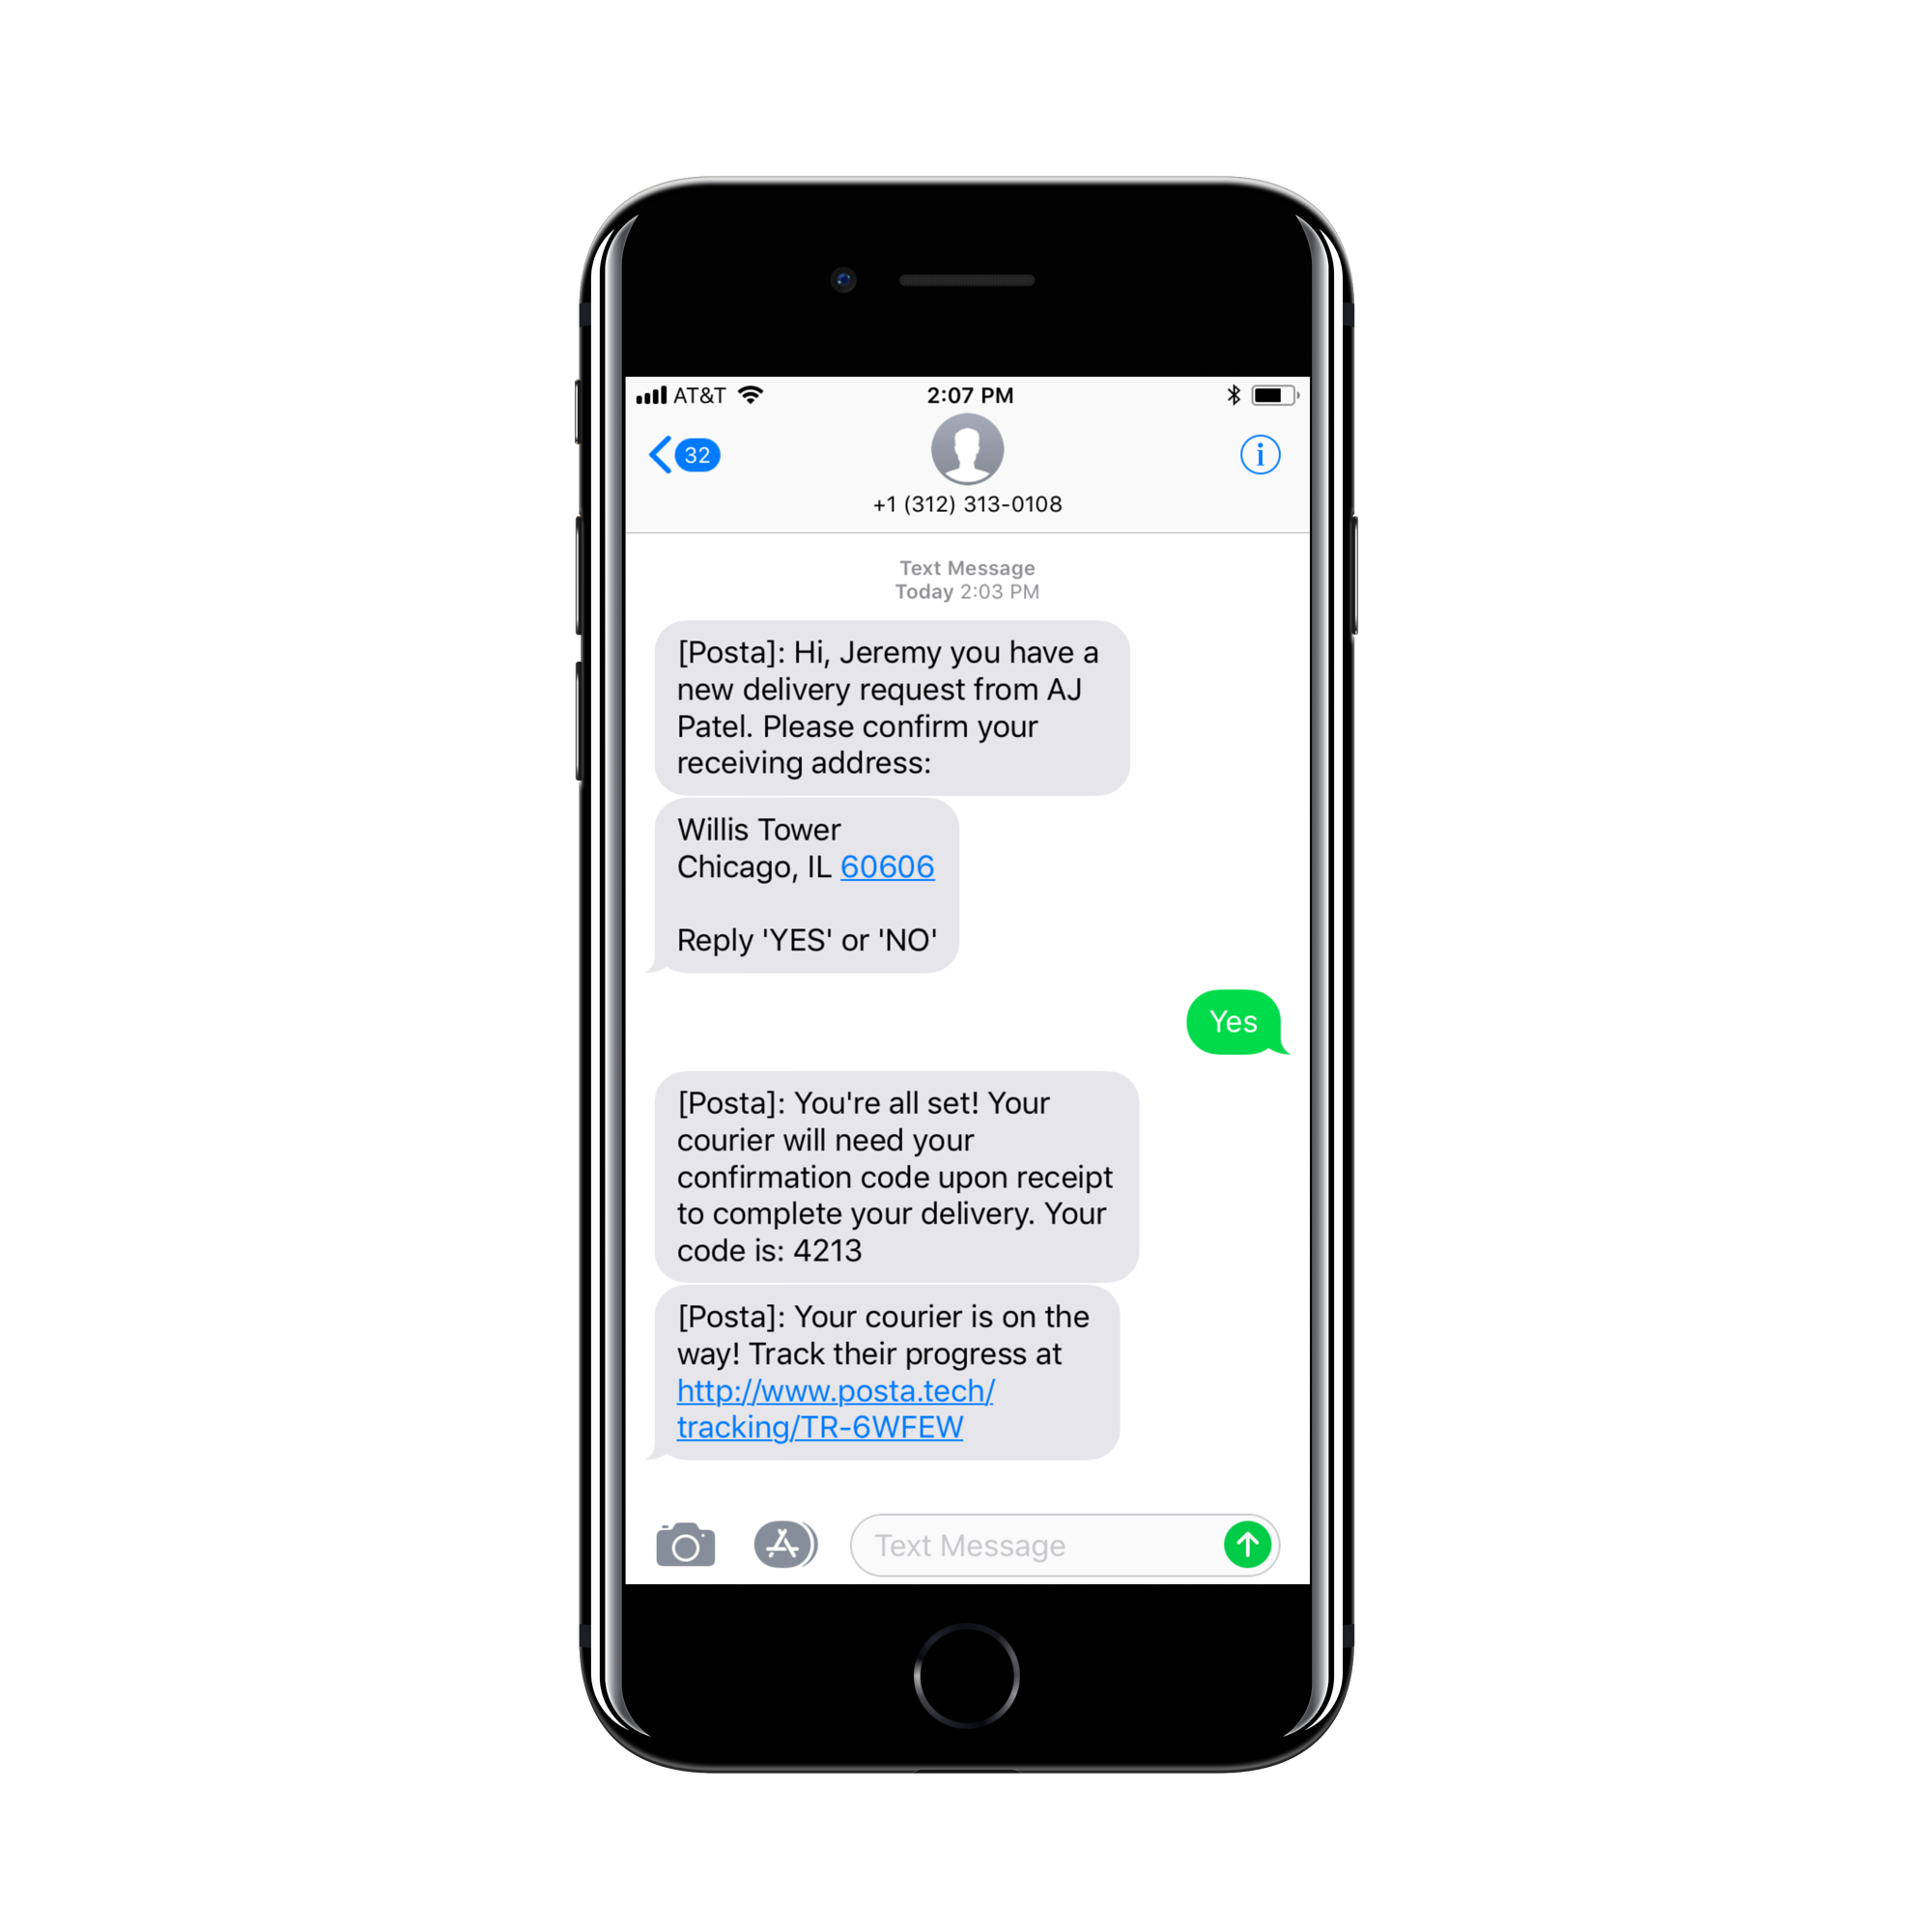 AT&T 2:07 PM
32
+1 (312) 313-0108
Text Message
Today 2:03 PM
[Posta]: Hi, Jeremy you have a
new delivery request from AJ
Patel. Please confirm your
receiving address:
Willis Tower
Chicago, IL 60606
Reply 'YES' or 'NO'
Yes
[Posta]: You're all set! Your
courier will need your
confirmation code upon receipt
to complete your delivery. Your
code is: 4213
[Posta]: Your courier is on the
way! Track their progress at
http://www.posta.tech/
tracking/TR-6WFEW
Text Message